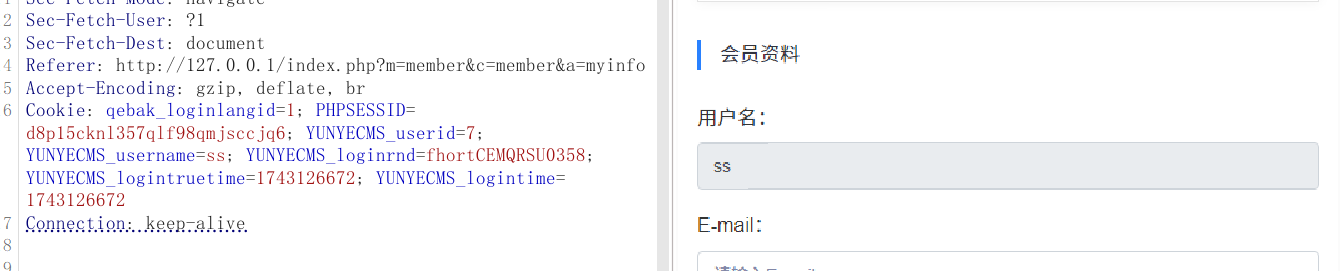 Sec-Fetch-Mode: navigate
2 Sec-Fetch-User: ?1
3 Sec-Fetch-Dest: document
4 Referer: http://127.0.0.1/index.php?m=member&c=member&a=myinfo
5 Accept-Encoding: gzip, deflate, br
6 Cookie: qebak_loginlangid=1; PHPSESSID=
d8p15cknl357qlf98qmjsccjq6; YUNYECMS_userid=7;
YUNYECMS_username=ss; YUNYECMS_loginrnd=fhortCEMQRSU0358;
YUNYECMS_logintruetime=1743126672; YUNYECMS_logintime=
1743126672
7 Connection: keep-alive
8
9
会员资料
用户名:
ss
E-mail: